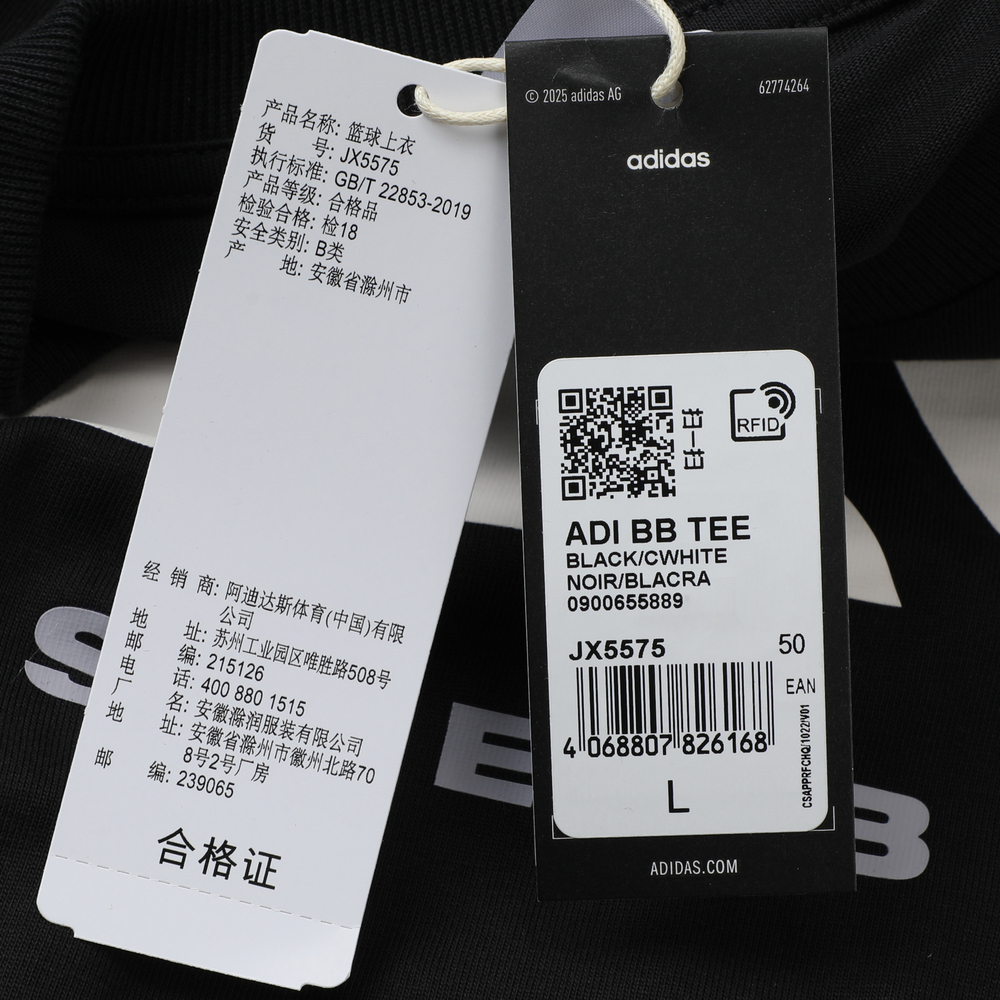 产品名称: 篮球上衣
货 号: JX5575
执行标准: GB/T 22853-2019
产品等级: 合格品
检验合格: 检18
安全类别: B类
产 地: 安徽省滁州市
经 销 商: 阿迪达斯体育(中国)有限
公司
地 址: 苏州工业园区唯胜路508号
邮 编: 215126
电 话: 400 880 1515
厂 名: 安徽滁润服装有限公司
地 址: 安徽省滁州市徽州北路70
8号2号厂房
邮 编: 239065
合格证
© 2025 adidas AG
62774264
adidas
RFID
ADI BB TEE
BLACK/CWHITE
NOIR/BLACRA
0900655889
JX5575 50
EAN
4 068807 826168
CSAPPRFCHQ/1022/V01
L
ADIDAS.COM
S E B